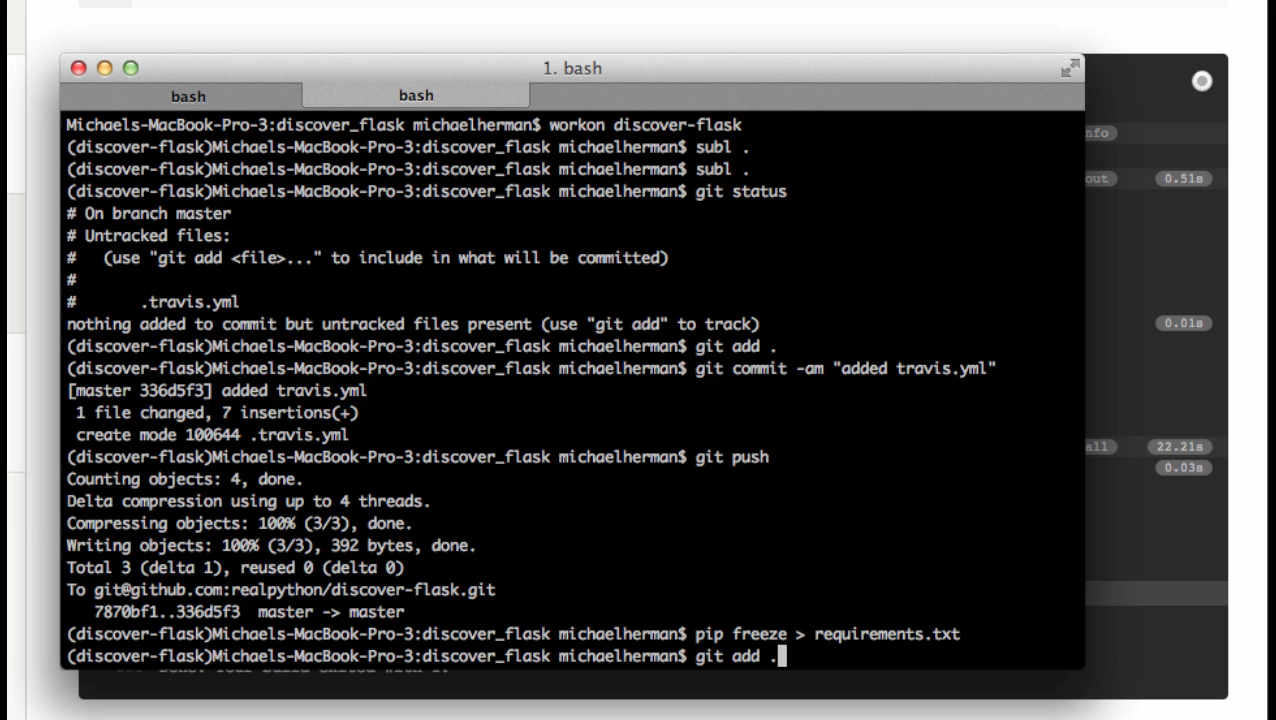 1. bash
bash
bash
Michaels-MacBook-Pro-3:discover_flask michaelherman$ workon discover-flask
(discover-flask)Michaels-MacBook-Pro-3:discover_flask michaelherman$ subl .
(discover-flask)Michaels-MacBook-Pro-3:discover_flask michaelherman$ subl .
(discover-flask)Michaels-MacBook-Pro-3:discover_flask michaelherman$ git status
# On branch master
# Untracked files:
#   (use "git add <file>..." to include in what will be committed)
#
#       .travis.yml
nothing added to commit but untracked files present (use "git add" to track)
(discover-flask)Michaels-MacBook-Pro-3:discover_flask michaelherman$ git add .
(discover-flask)Michaels-MacBook-Pro-3:discover_flask michaelherman$ git commit -am "added travis.yml"
[master 336d5f3] added travis.yml
 1 file changed, 7 insertions(+)
 create mode 100644 .travis.yml
(discover-flask)Michaels-MacBook-Pro-3:discover_flask michaelherman$ git push
Counting objects: 4, done.
Delta compression using up to 4 threads.
Compressing objects: 100% (3/3), done.
Writing objects: 100% (3/3), 392 bytes, done.
Total 3 (delta 1), reused 0 (delta 0)
To git@github.com:realpython/discover-flask.git
   7870bf1..336d5f3  master -> master
(discover-flask)Michaels-MacBook-Pro-3:discover_flask michaelherman$ pip freeze > requirements.txt
(discover-flask)Michaels-MacBook-Pro-3:discover_flask michaelherman$ git add .
nfo
out 0.51s
0.01s
all 22.21s
0.03s